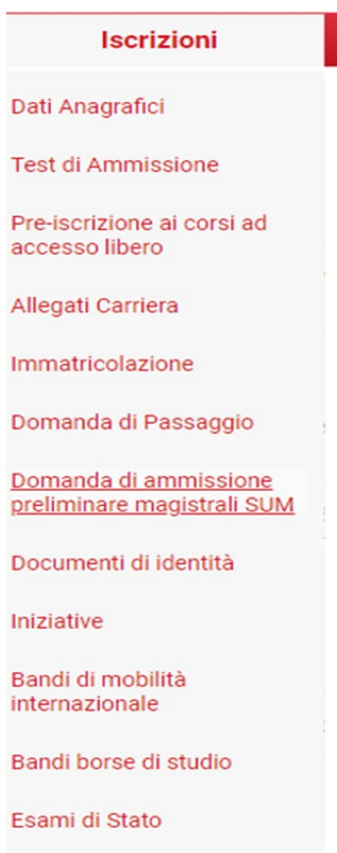 Iscrizioni
Dati Anagrafici
Test di Ammissione
Pre-iscrizione ai corsi ad
accesso libero
Allegati Carriera
Immatricolazione
Domanda di Passaggio
Domanda di ammissione
preliminare magistrali SUM
Documenti di identità
Iniziative
Bandi di mobilità
internazionale
Bandi borse di studio
Esami di Stato